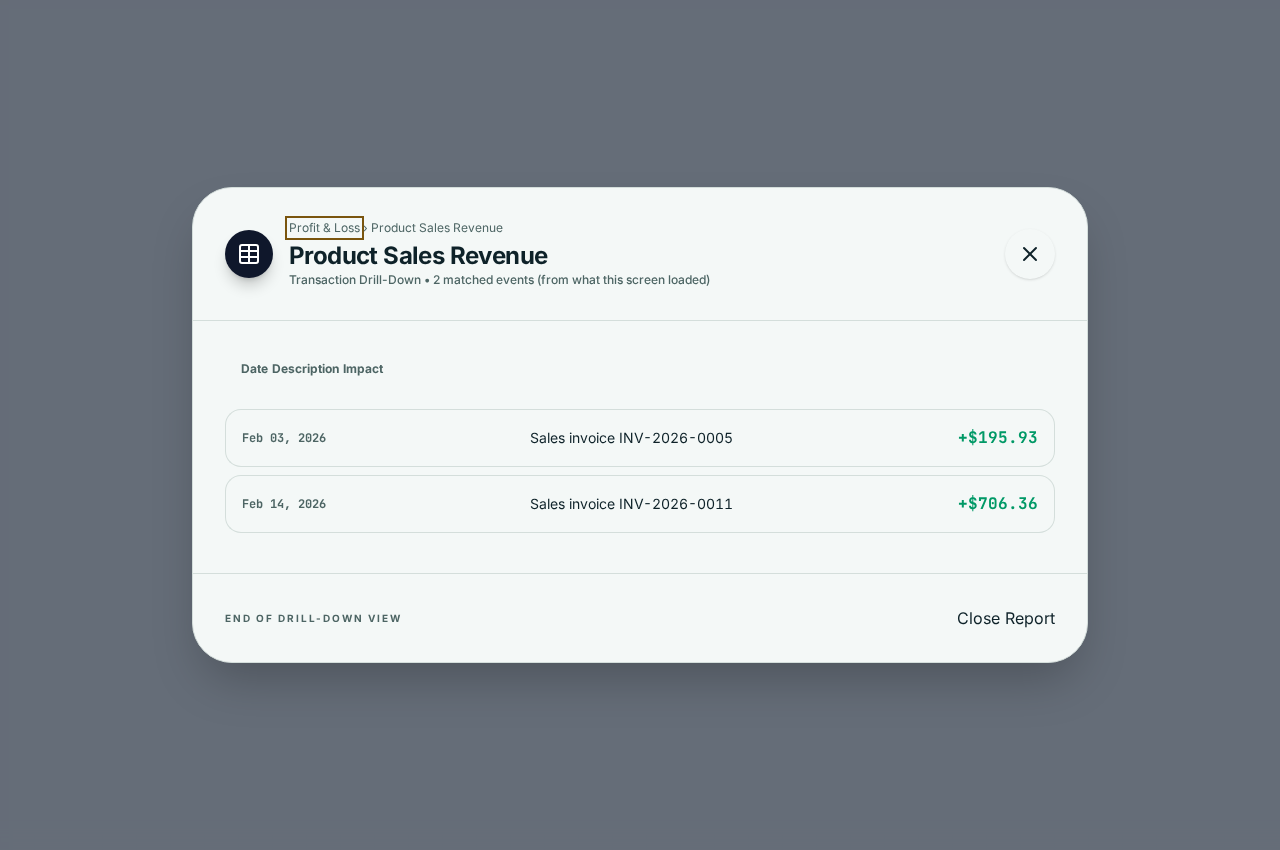 Profit & Loss › Product Sales Revenue
Product Sales Revenue
Transaction Drill-Down • 2 matched events (from what this screen loaded)
Date Description Impact
Feb 03, 2026 Sales invoice INV-2026-0005 +$195.93
Feb 14, 2026 Sales invoice INV-2026-0011 +$706.36
END OF DRILL-DOWN VIEW Close Report